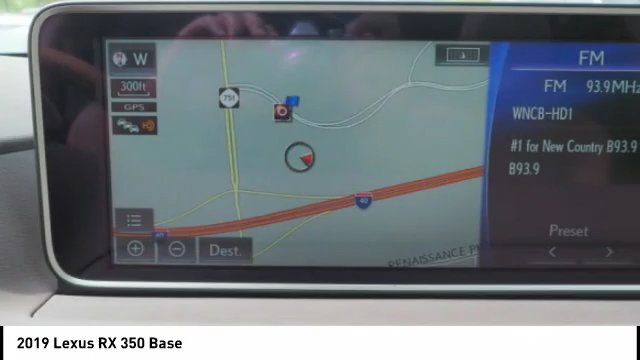 W
300ft
GPS
751
40
Dest.
FM
FM 93.9MHz
WNCB-HD1
#1 for New Country B93.9
B93.9
Preset
2019 Lexus RX 350 Base